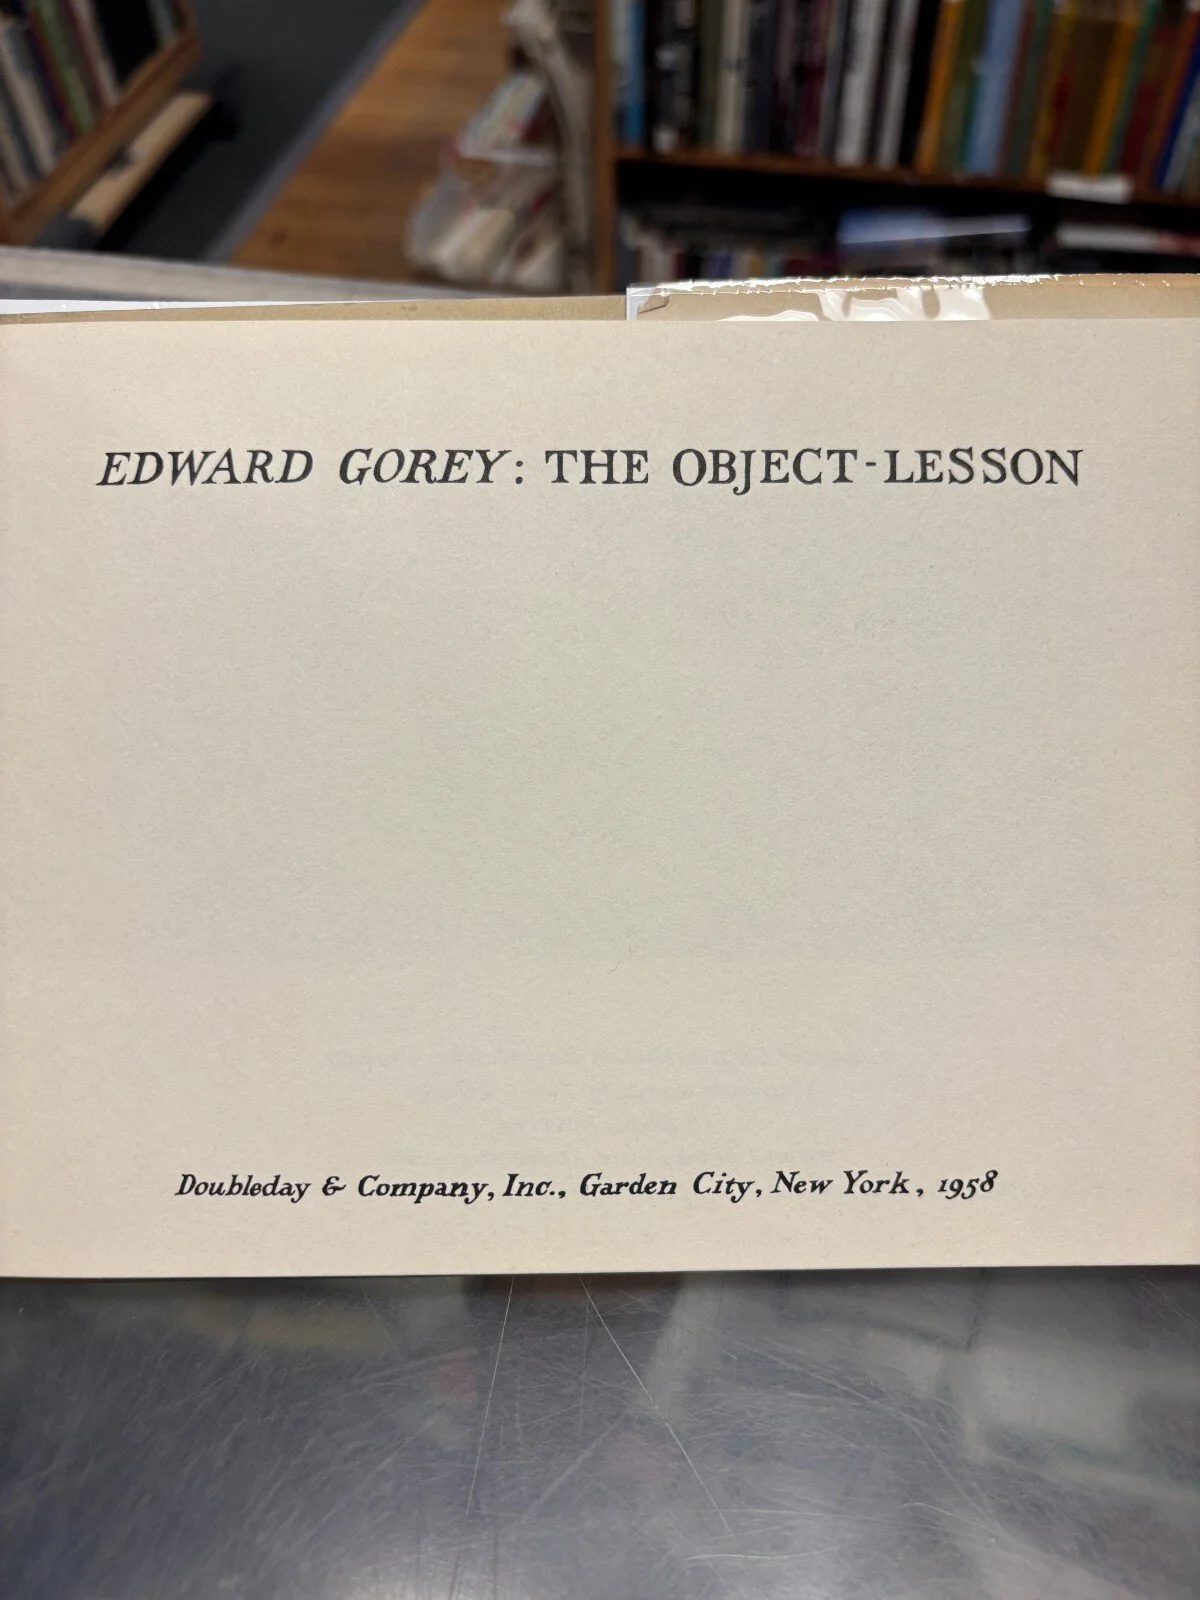 EDWARD GOREY: THE OBJECT-LESSON
Doubleday & Company, Inc., Garden City, New York, 1958